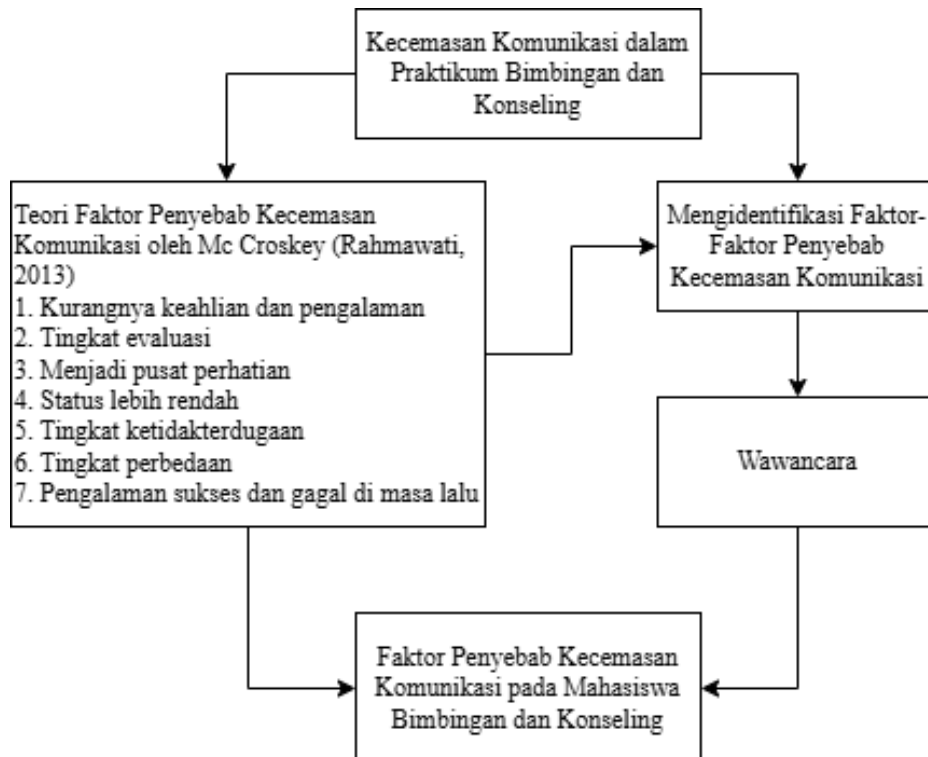 Kecemasan Komunikasi dalam
Praktikum Bimbingan dan
Konseling
Teori Faktor Penyebab Kecemasan
Komunikasi oleh Mc Croskey (Rahmawati,
2013)
1. Kurangnya keahlian dan pengalaman
2. Tingkat evaluasi
3. Menjadi pusat perhatian
4. Status lebih rendah
5. Tingkat ketidakterdugaan
6. Tingkat perbedaan
7. Pengalaman sukses dan gagal di masa lalu
Mengidentifikasi Faktor-
Faktor Penyebab
Kecemasan Komunikasi
Wawancara
Faktor Penyebab Kecemasan
Komunikasi pada Mahasiswa
Bimbingan dan Konseling